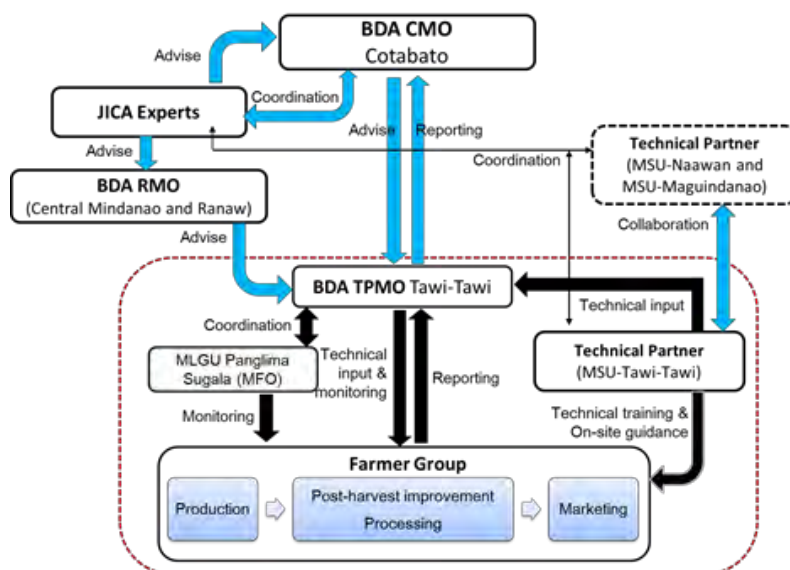 BDA CMO
Cotabato
Advise
Coordination
JICA Experts
Advise
Reporting
Technical Partner
(MSU-Naawan and
MSU-Maguindanao)
Coordination
Advise
BDA RMO
(Central Mindanao and Ranaw)
Collaboration
Advise
BDA TPMO Tawi-Tawi
Technical input
Coordination
MLGU Panglima
Sugala (MFO)
Technical
input &
monitoring
Reporting
Technical Partner
(MSU-Tawi-Tawi)
Monitoring
Technical training &
On-site guidance
Farmer Group
Production
Post-harvest improvement
Processing
Marketing